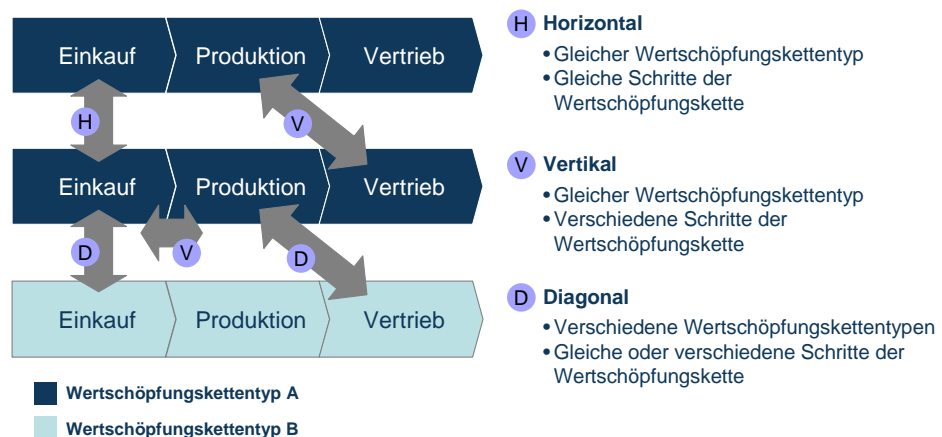 Einkauf
Produktion
Vertrieb
H
V
Einkauf
Produktion
Vertrieb
D
V
D
Einkauf
Produktion
Vertrieb
Wertschöpfungskettentyp A
Wertschöpfungskettentyp B
H Horizontal
• Gleicher Wertschöpfungskettentyp
• Gleiche Schritte der
Wertschöpfungskette
V Vertikal
• Gleicher Wertschöpfungskettentyp
• Verschiedene Schritte der
Wertschöpfungskette
D Diagonal
• Verschiedene Wertschöpfungskettentypen
• Gleiche oder verschiedene Schritte der
Wertschöpfungskette